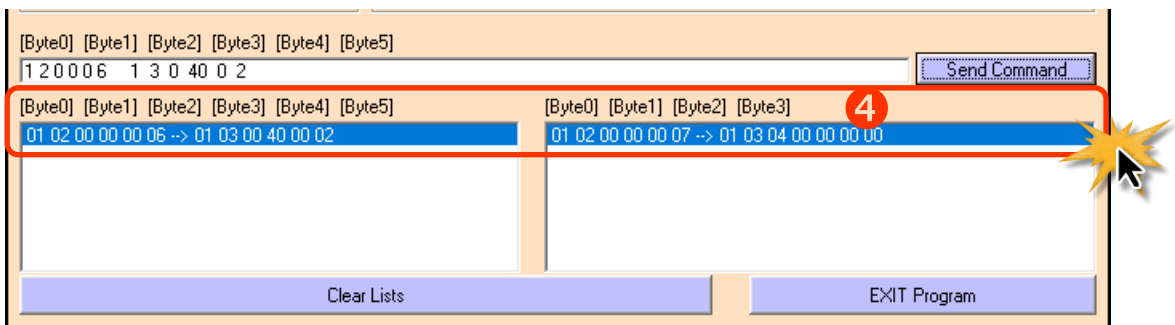 [Byte0] [Byte1] [Byte2] [Byte3] [Byte4] [Byte5]
1 2 0 0 0 6 1 3 0 40 0 2 Send Command
[Byte0] [Byte1] [Byte2] [Byte3] [Byte4] [Byte5] [Byte0] [Byte1] [Byte2] [Byte3] 4
01 02 00 00 00 06 --> 01 03 00 40 00 02 01 02 00 00 00 07 --> 01 03 04 00 00 00 00
Clear Lists EXIT Program